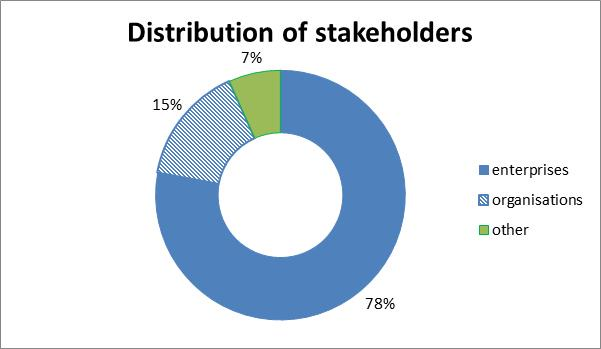 Distribution of stakeholders
7%
15%
enterprises
organisations
other
78%